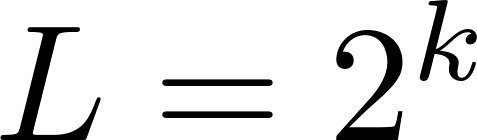 L = 2^k